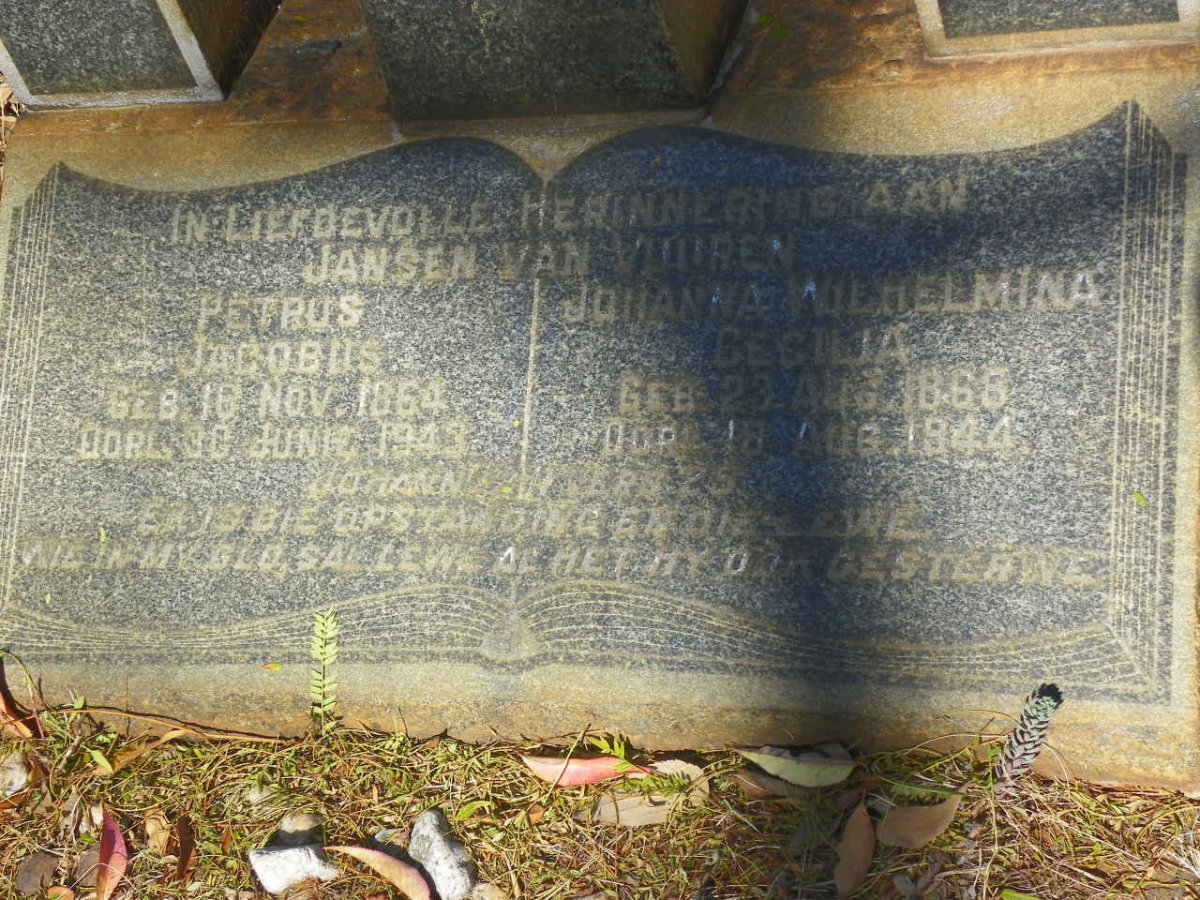 IN LIEFDEVOLLE HERINNERING AAN
JANSEN VAN VUUREN
PETRUS
JACOBUS
GEB. 10 NOV. 1864
OORL. 30 JUNIE 1943
JOHANNA WILHELMINA
CECILIA
GEB. 23 AUG. 1866
OORL. 18 AUG. 1944
JOHANNES 11 VERS 25
EK IS DIE OPSTANDING EN DIE LEWE
WIE IN MY GLO, SAL LEWE AL HET HY OOK GESTERWE